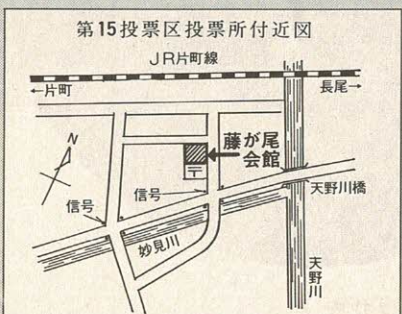 第15投票区投票所付近図
JR片町線
←片町
長尾→
N
藤が尾
会館
〒
信号
信号
天野川橋
妙見川
天野川